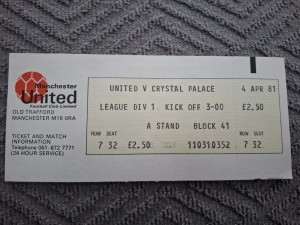 Manchester
United
Football Club Limited
OLD TRAFFORD
MANCHESTER M16 0RA
TICKET AND MATCH
INFORMATION
Telephone 061-872 7771
(24 HOUR SERVICE)
UNITED V CRYSTAL PALACE 4 APR 81
LEAGUE DIV 1. KICK OFF 3-00 £2.50
A STAND BLOCK 41
ROW SEAT ROW SEAT
7 32 £2.50 110310352 7 32